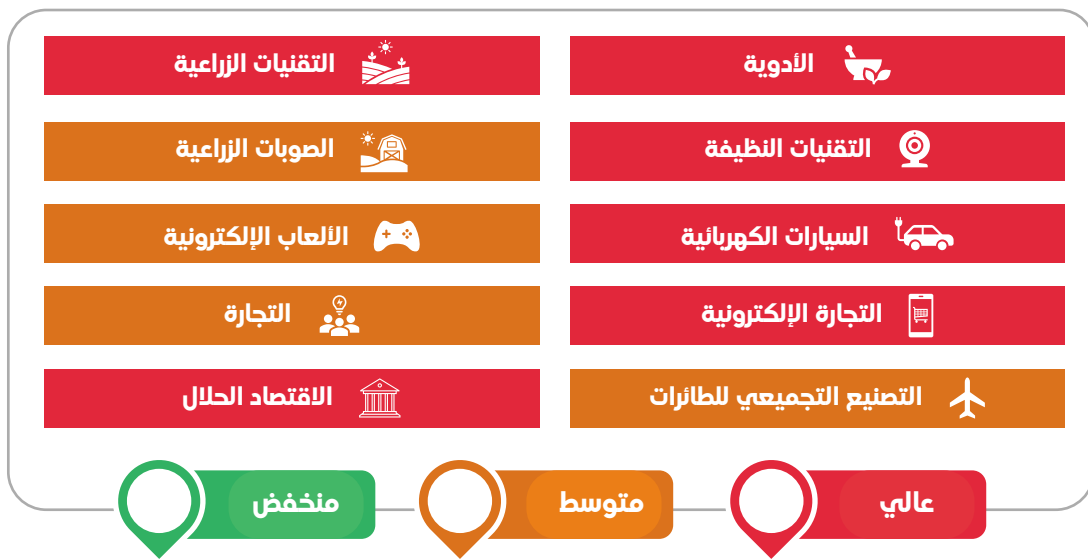 الأدوية
التقنيات الزراعية
التقنيات النظيفة
الصوبات الزراعية
السيارات الكهربائية
الألعاب الإلكترونية
التجارة الإلكترونية
التجارة
التصنيع التجميعي للطائرات
الاقتصاد الحلال
عالي
متوسط
منخفض